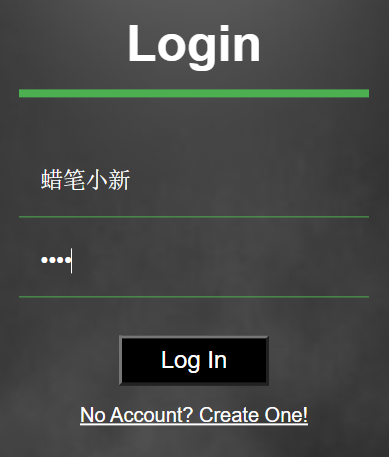 Login
蜡笔小新
••••
Log In
No Account? Create One!